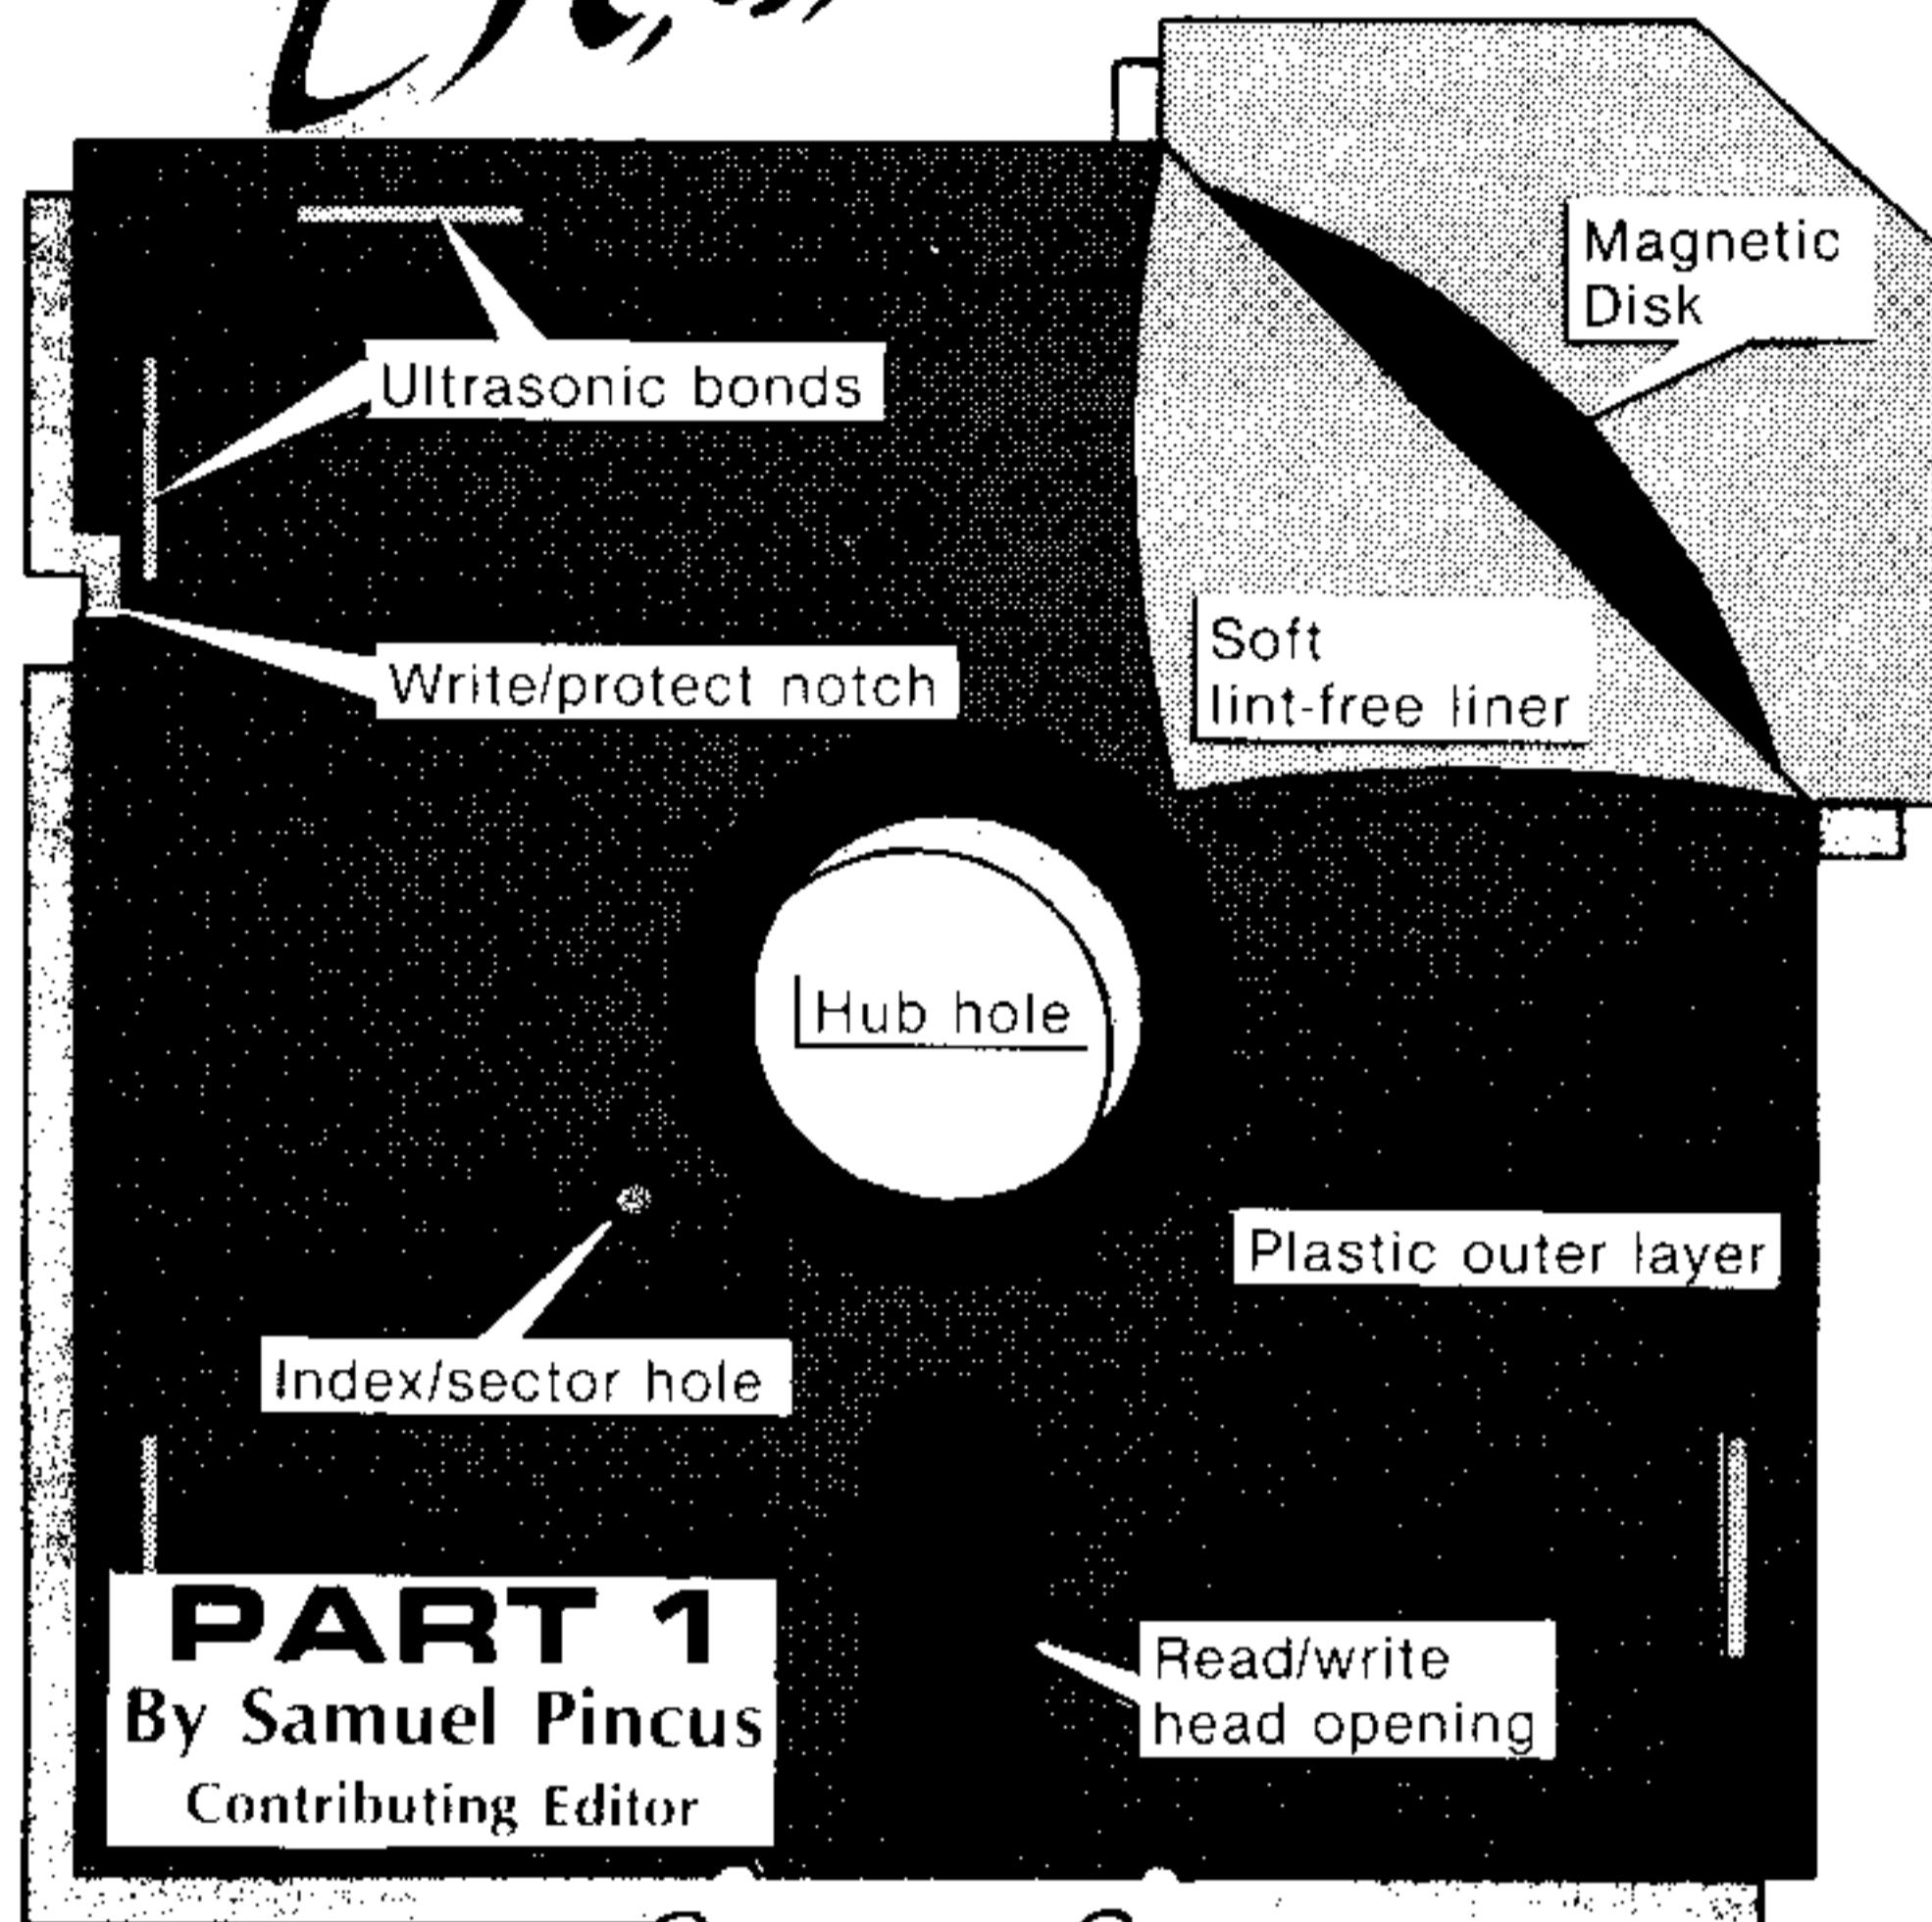 Magnetic
Disk
Ultrasonic bonds
Soft
lint-free liner
Write/protect notch
Hub hole
Plastic outer layer
Index/sector hole
Read/write
head opening
PART 1
By Samuel Pincus
Contributing Editor